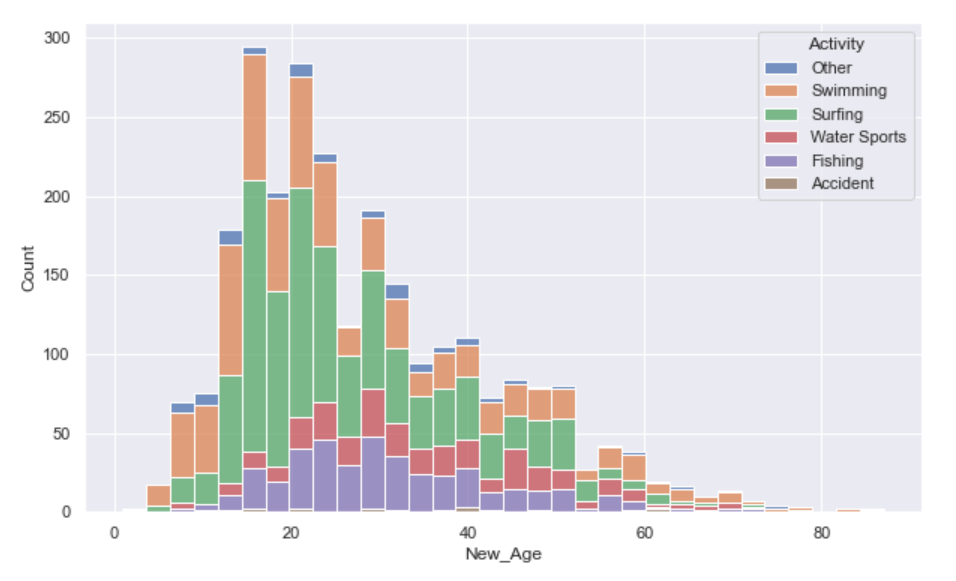 300
250
200
150
100
50
0
Count
0 20 40 60 80
New_Age
Activity
Other
Swimming
Surfing
Water Sports
Fishing
Accident